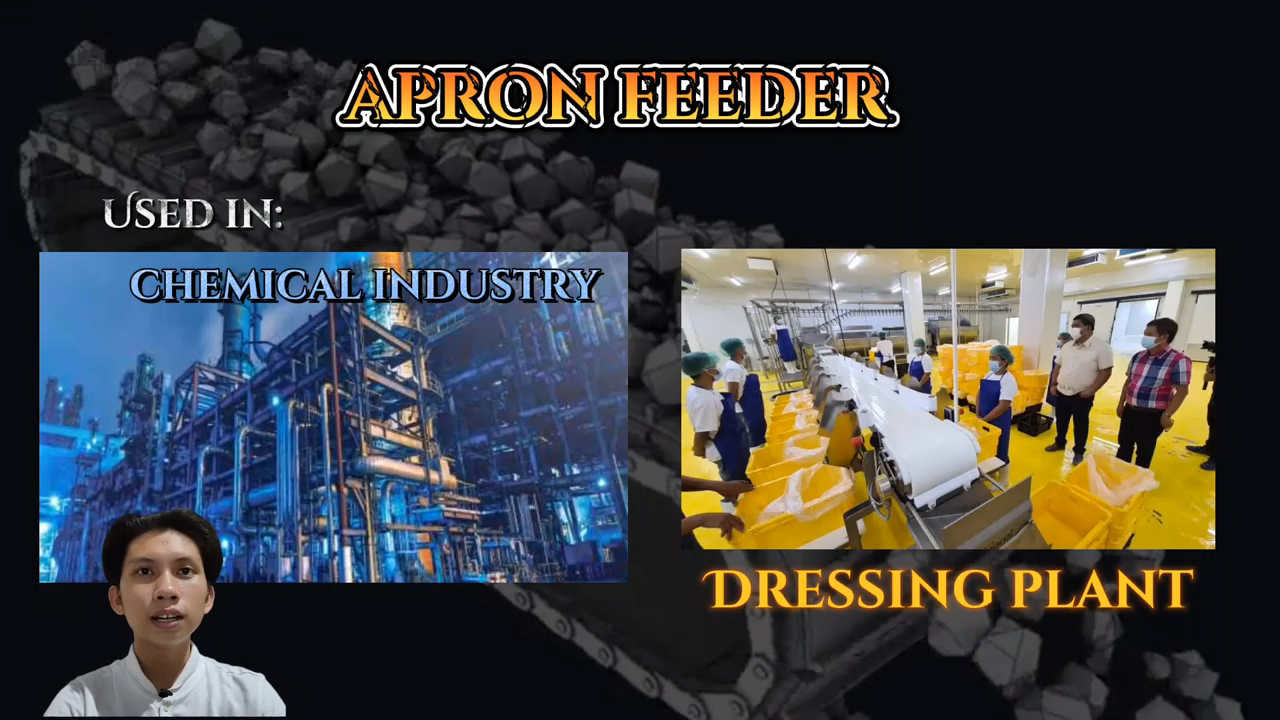 APRON FEEDER
USED IN:
CHEMICAL INDUSTRY
DRESSING PLANT